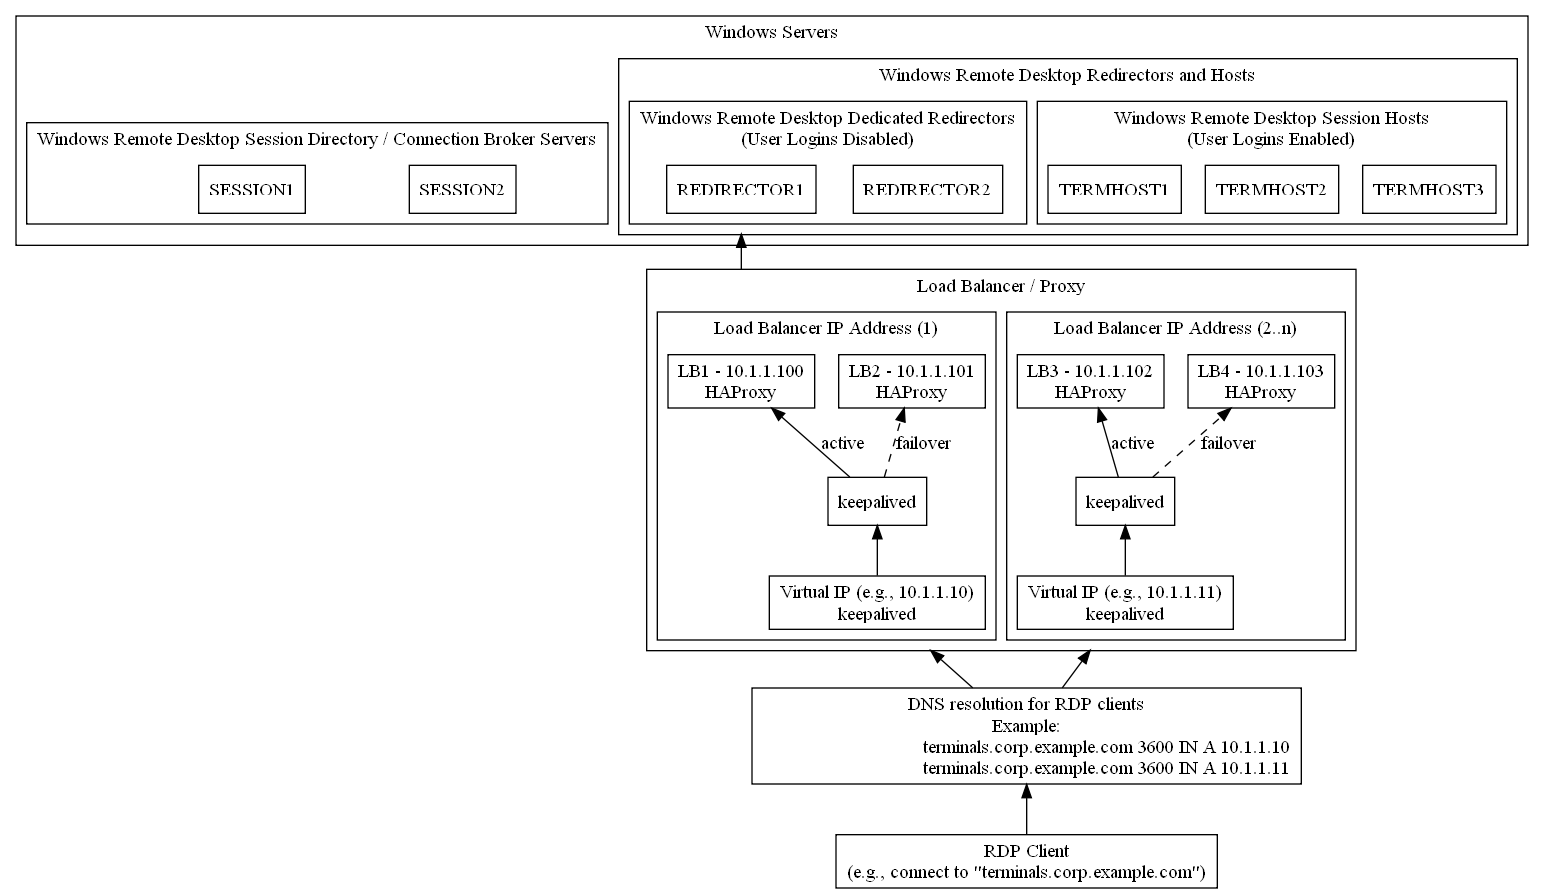 Windows Servers
Windows Remote Desktop Redirectors and Hosts
Windows Remote Desktop Session Directory / Connection Broker Servers
SESSION1
SESSION2
Windows Remote Desktop Dedicated Redirectors
(User Logins Disabled)
REDIRECTOR1
REDIRECTOR2
Windows Remote Desktop Session Hosts
(User Logins Enabled)
TERMHOST1
TERMHOST2
TERMHOST3
Load Balancer / Proxy
Load Balancer IP Address (1)
LB1 - 10.1.1.100
HAProxy
LB2 - 10.1.1.101
HAProxy
active
failover
keepalived
Virtual IP (e.g., 10.1.1.10)
keepalived
Load Balancer IP Address (2..n)
LB3 - 10.1.1.102
HAProxy
LB4 - 10.1.1.103
HAProxy
active
failover
keepalived
Virtual IP (e.g., 10.1.1.11)
keepalived
DNS resolution for RDP clients
Example:
terminals.corp.example.com 3600 IN A 10.1.1.10
terminals.corp.example.com 3600 IN A 10.1.1.11
RDP Client
(e.g., connect to "terminals.corp.example.com")